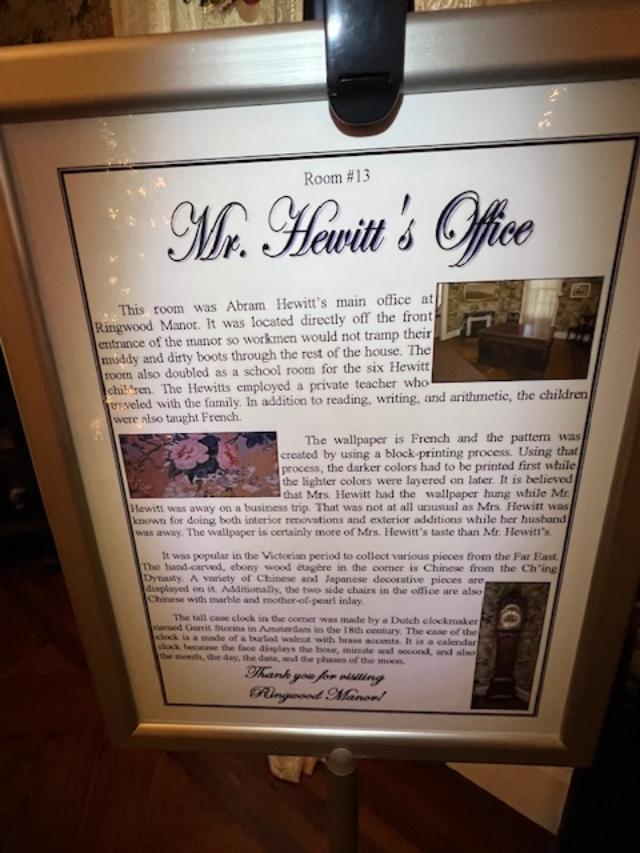 Room #13
Mr. Hewitt's Office
This room was Abram Hewitt's main office at
Ringwood Manor. It was located directly off the front
entrance of the manor so workmen would not tramp their
muddy and dirty boots through the rest of the house. The
room also doubled as a school room for the six Hewitt
children. The Hewitts employed a private teacher who
traveled with the family. In addition to reading, writing, and arithmetic, the children
were also taught French.
The wallpaper is French and the pattern was
created by using a block-printing process. Using that
process, the darker colors had to be printed first while
the lighter colors were layered on later. It is believed
that Mrs. Hewitt had the wallpaper hung while Mr.
Hewitt was away on a business trip. That was not at all unusual as Mrs. Hewitt was
known for doing both interior renovations and exterior additions while her husband
was away. The wallpaper is certainly more of Mrs. Hewitt's taste than Mr. Hewitt's.
It was popular in the Victorian period to collect various pieces from the Far East.
The hand-carved, ebony wood étagère in the corner is Chinese from the Ch'ing
Dynasty. A variety of Chinese and Japanese decorative pieces are
displayed on it. Additionally, the two side chairs in the office are also
Chinese with marble and mother-of-pearl inlay.
The tall case clock in the corner was made by a Dutch clockmaker
named Gerrit Storms in Amsterdam in the 18th century. The case of the
clock is made of a burled walnut with brass accents. It is a calendar
clock because the face displays the hour, minute and second, and also
the month, the day, the date, and the phases of the moon.
Thank you for visiting
Ringwood Manor!